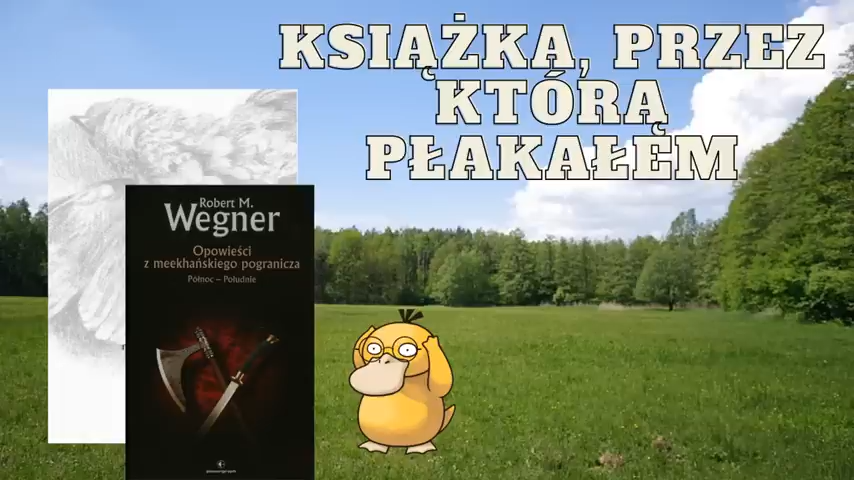 KSIĄŻKA, PRZEZ
KTÓRĄ
PŁAKAŁEM
Robert M.
Wegner
Opowieści
z meekhańskiego pogranicza
Północ – Południe